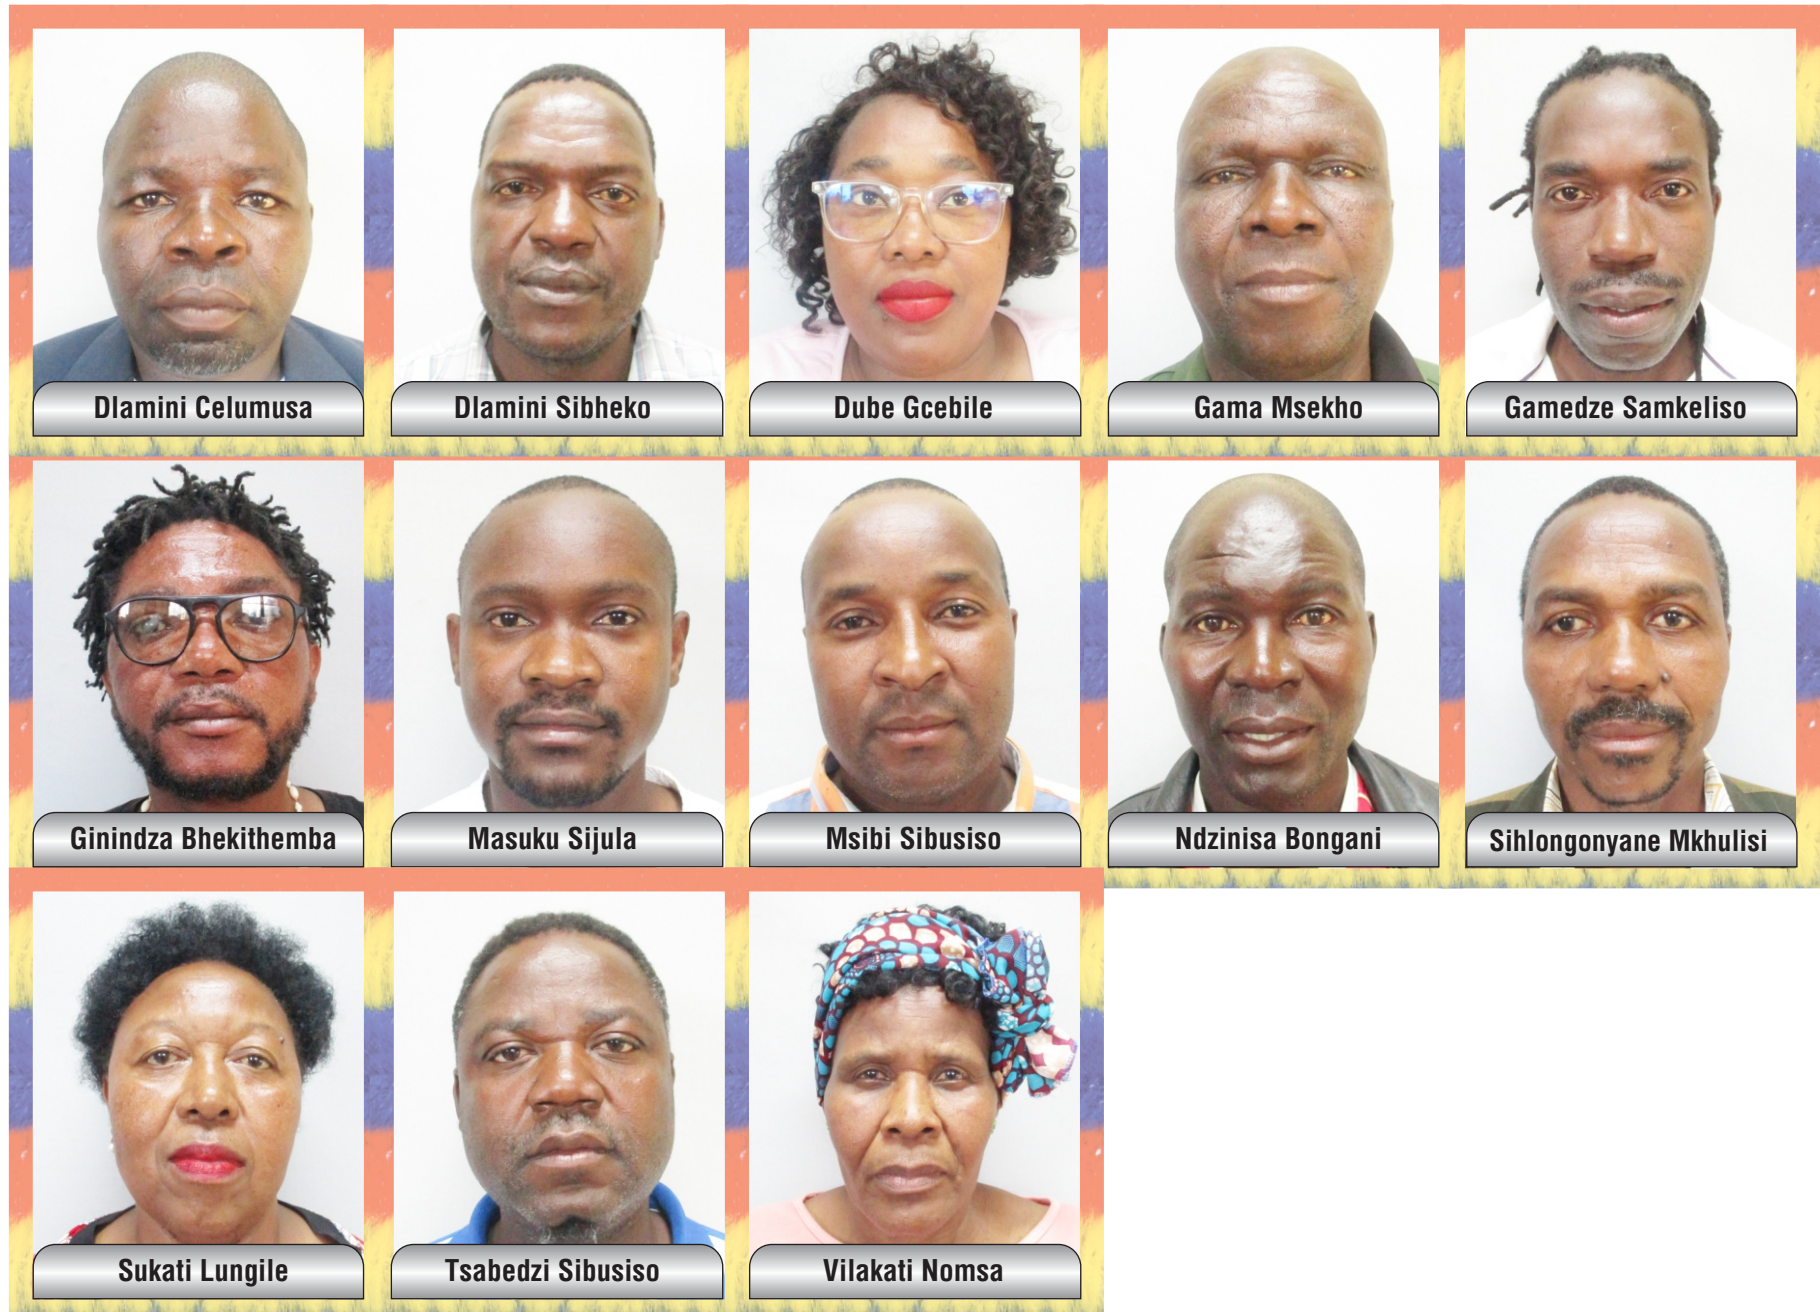 Dlamini Celumusa
Dlamini Sibheko
Dube Gcebile
Gama Msekho
Gamedze Samkeliso
Ginindza Bhekithemba
Masuku Sijula
Msibi Sibusiso
Ndzinisa Bongani
Sihlongonyane Mkhulisi
Sukati Lungile
Tsabedzi Sibusiso
Vilakati Nomsa